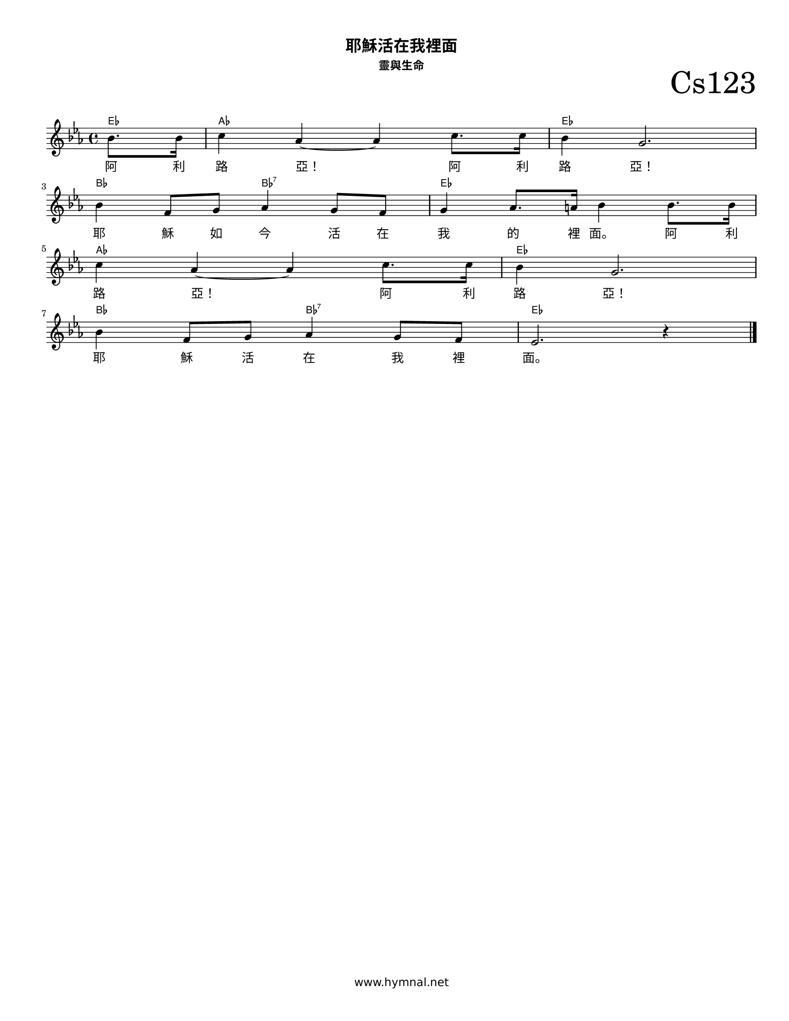 耶穌活在我裡面
靈與生命
Cs123
E♭ A♭ E♭
阿 利 路 亞！ 阿 利 路 亞！
3 B♭ B♭7 E♭
耶 穌 如 今 活 在 我 的 裡 面。 阿 利
5 A♭ E♭
路 亞！ 阿 利 路 亞！
7 B♭ B♭7 E♭
耶 穌 活 在 我 裡 面。
www.hymnal.net